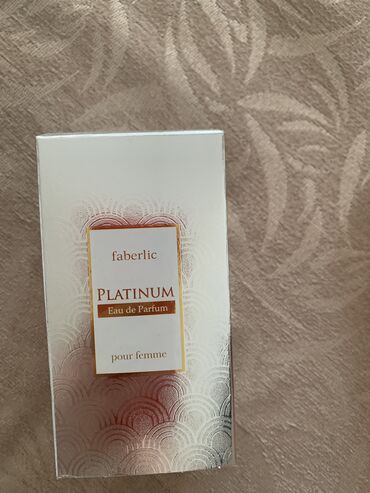 faberlic
PLATINUM
Eau de Parfum
pour femme